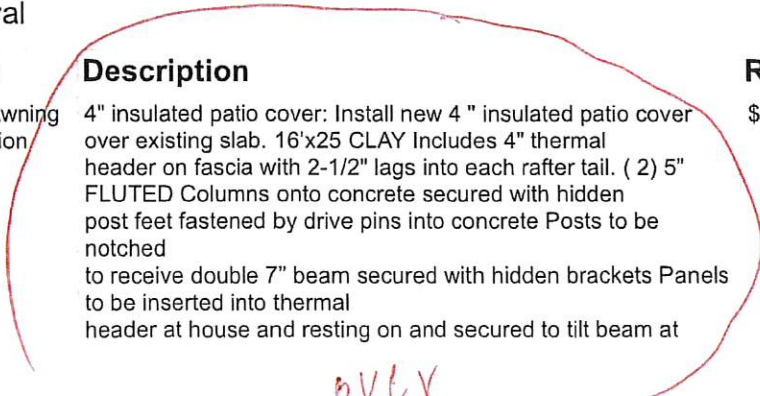 al
Description
R
wning 4" insulated patio cover: Install new 4 " insulated patio cover $
ion over existing slab. 16'x25 CLAY Includes 4" thermal
header on fascia with 2-1/2" lags into each rafter tail. ( 2) 5"
FLUTED Columns onto concrete secured with hidden
post feet fastened by drive pins into concrete Posts to be
notched
to receive double 7" beam secured with hidden brackets Panels
to be inserted into thermal
header at house and resting on and secured to tilt beam at
over